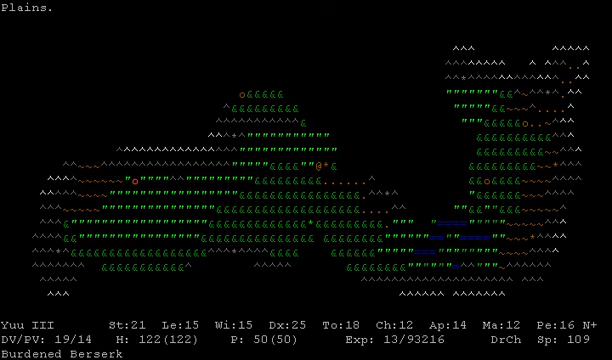 Plains.
Yuu III St:21 Le:15 Wi:15 Dx:25 To:18 Ch:12 Ap:14 Ma:12 Pe:16 N+
DV/PV: 19/14 H: 122(122) P: 50(50) Exp: 13/93216 DrCh Sp: 109
Burdened Berserk